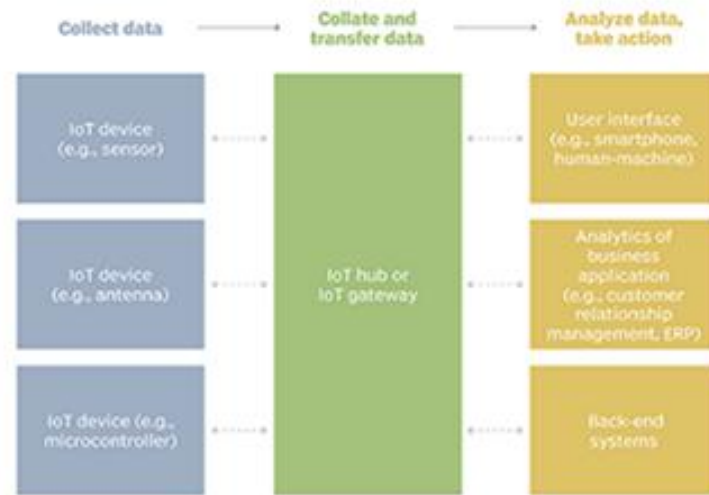 Collect data
Collate and
transfer data
Analyze data,
take action
IoT device
(e.g., sensor)
IoT device
(e.g., antenna)
IoT device (e.g.,
microcontroller)
IoT hub or
IoT gateway
User interface
(e.g., smartphone,
human-machine)
Analytics of
business
application
(e.g., customer
relationship
management, ERP)
Back-end
systems